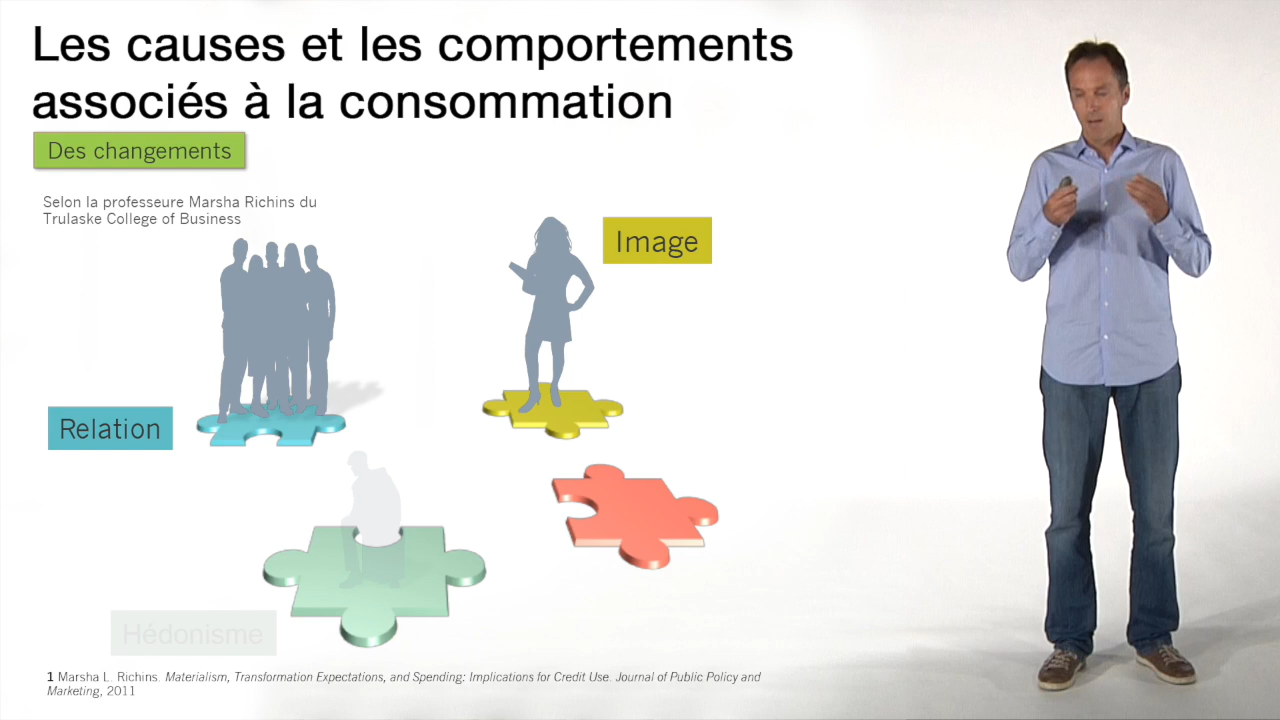 Les causes et les comportements
associés à la consommation
Des changements
Selon la professeure Marsha Richins du
Trulaske College of Business
Image
Relation
Hédonisme
1 Marsha L. Richins. Materialism, Transformation Expectations, and Spending: Implications for Credit Use. Journal of Public Policy and
Marketing, 2011